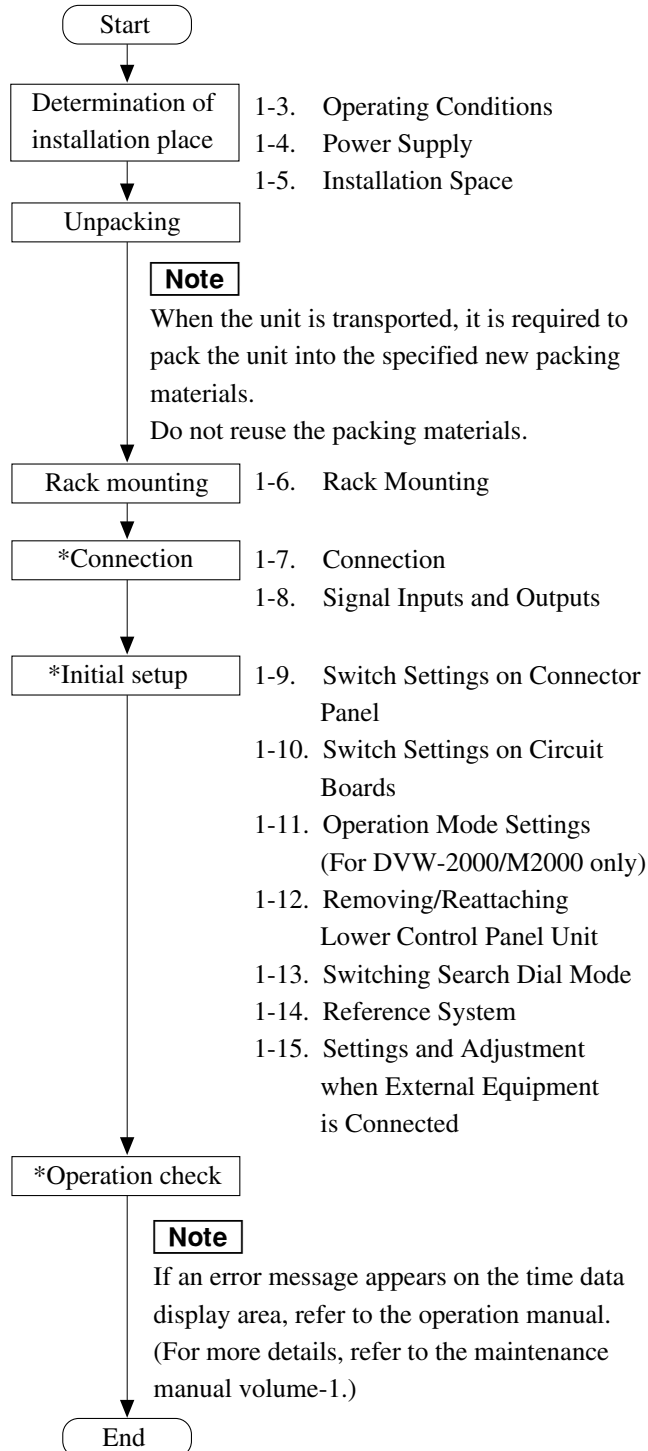 Start
Determination of
installation place
1-3. Operating Conditions
1-4. Power Supply
1-5. Installation Space
Unpacking
Note
When the unit is transported, it is required to
pack the unit into the specified new packing
materials.
Do not reuse the packing materials.
Rack mounting
1-6. Rack Mounting
*Connection
1-7. Connection
1-8. Signal Inputs and Outputs
*Initial setup
1-9. Switch Settings on Connector
Panel
1-10. Switch Settings on Circuit
Boards
1-11. Operation Mode Settings
(For DVW-2000/M2000 only)
1-12. Removing/Reattaching
Lower Control Panel Unit
1-13. Switching Search Dial Mode
1-14. Reference System
1-15. Settings and Adjustment
when External Equipment
is Connected
*Operation check
Note
If an error message appears on the time data
display area, refer to the operation manual.
(For more details, refer to the maintenance
manual volume-1.)
End